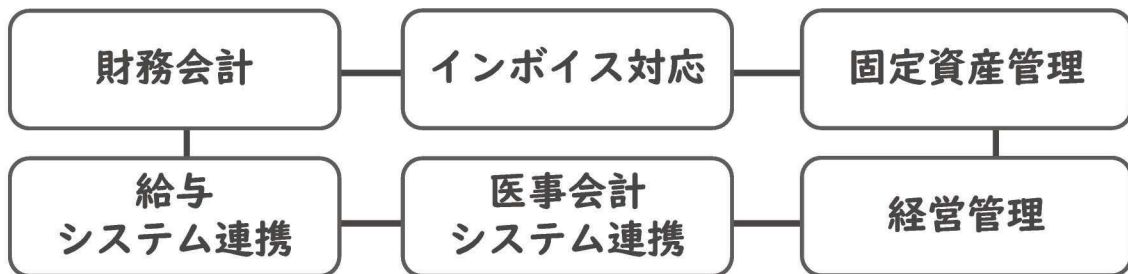 財務会計
インボイス対応
固定資産管理
給与
システム連携
医事会計
システム連携
経営管理